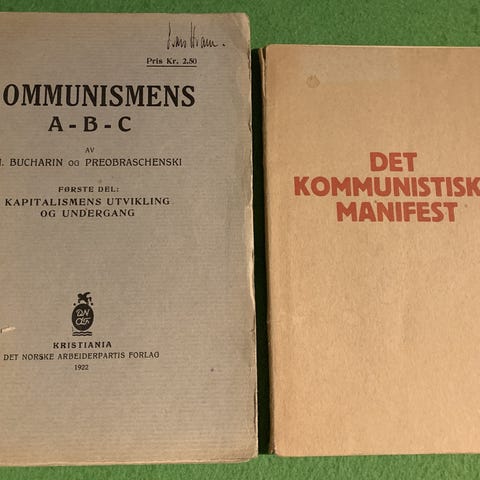 Pris Kr. 2.50
OMMUNISMENS
A-B-C
AV
. BUCHARIN OG PREOBRASCHENSKI
FØRSTE DEL:
KAPITALISMENS UTVIKLING
OG UNDERGANG
DN
KRISTIANIA
DET NORSKE ARBEIDERPARTIS FORLAG
1922
DET
KOMMUNISTISK
MANIFEST